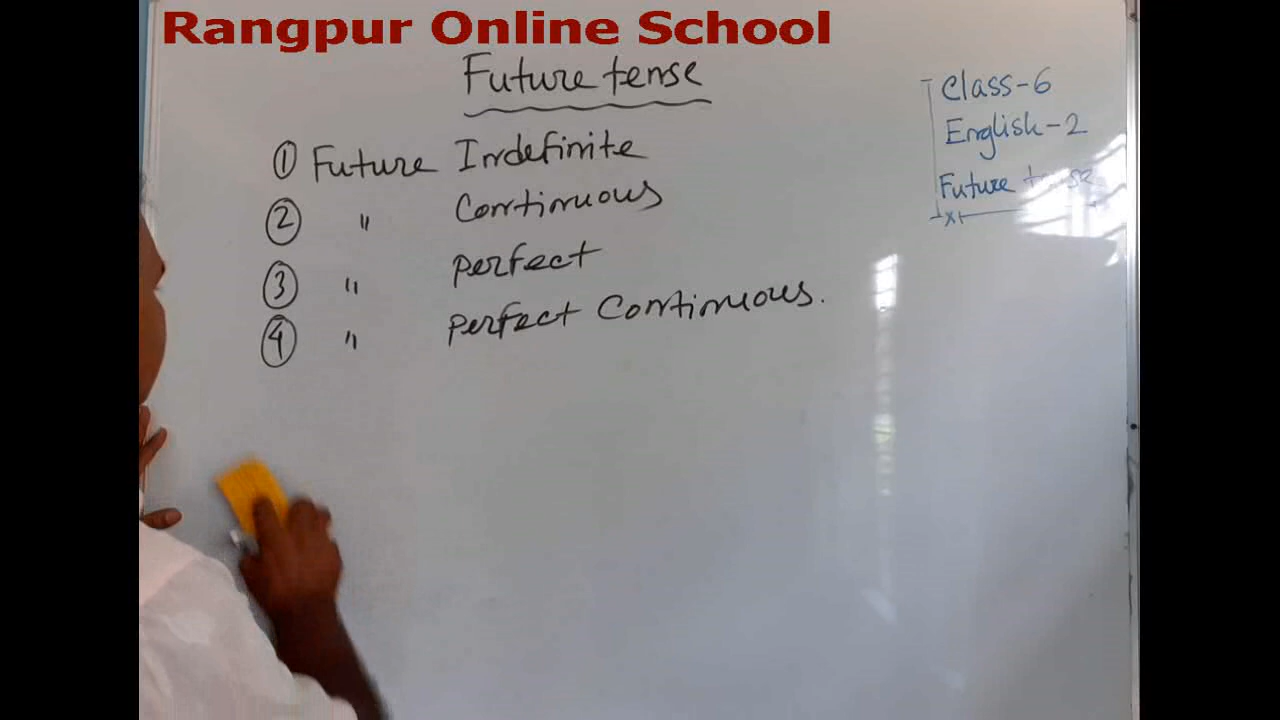 Rangpur Online School
Future tense
① Future Indefinite
② " Continuous
③ " Perfect
④ " Perfect Continuous.
Class-6
English-2
Future tense